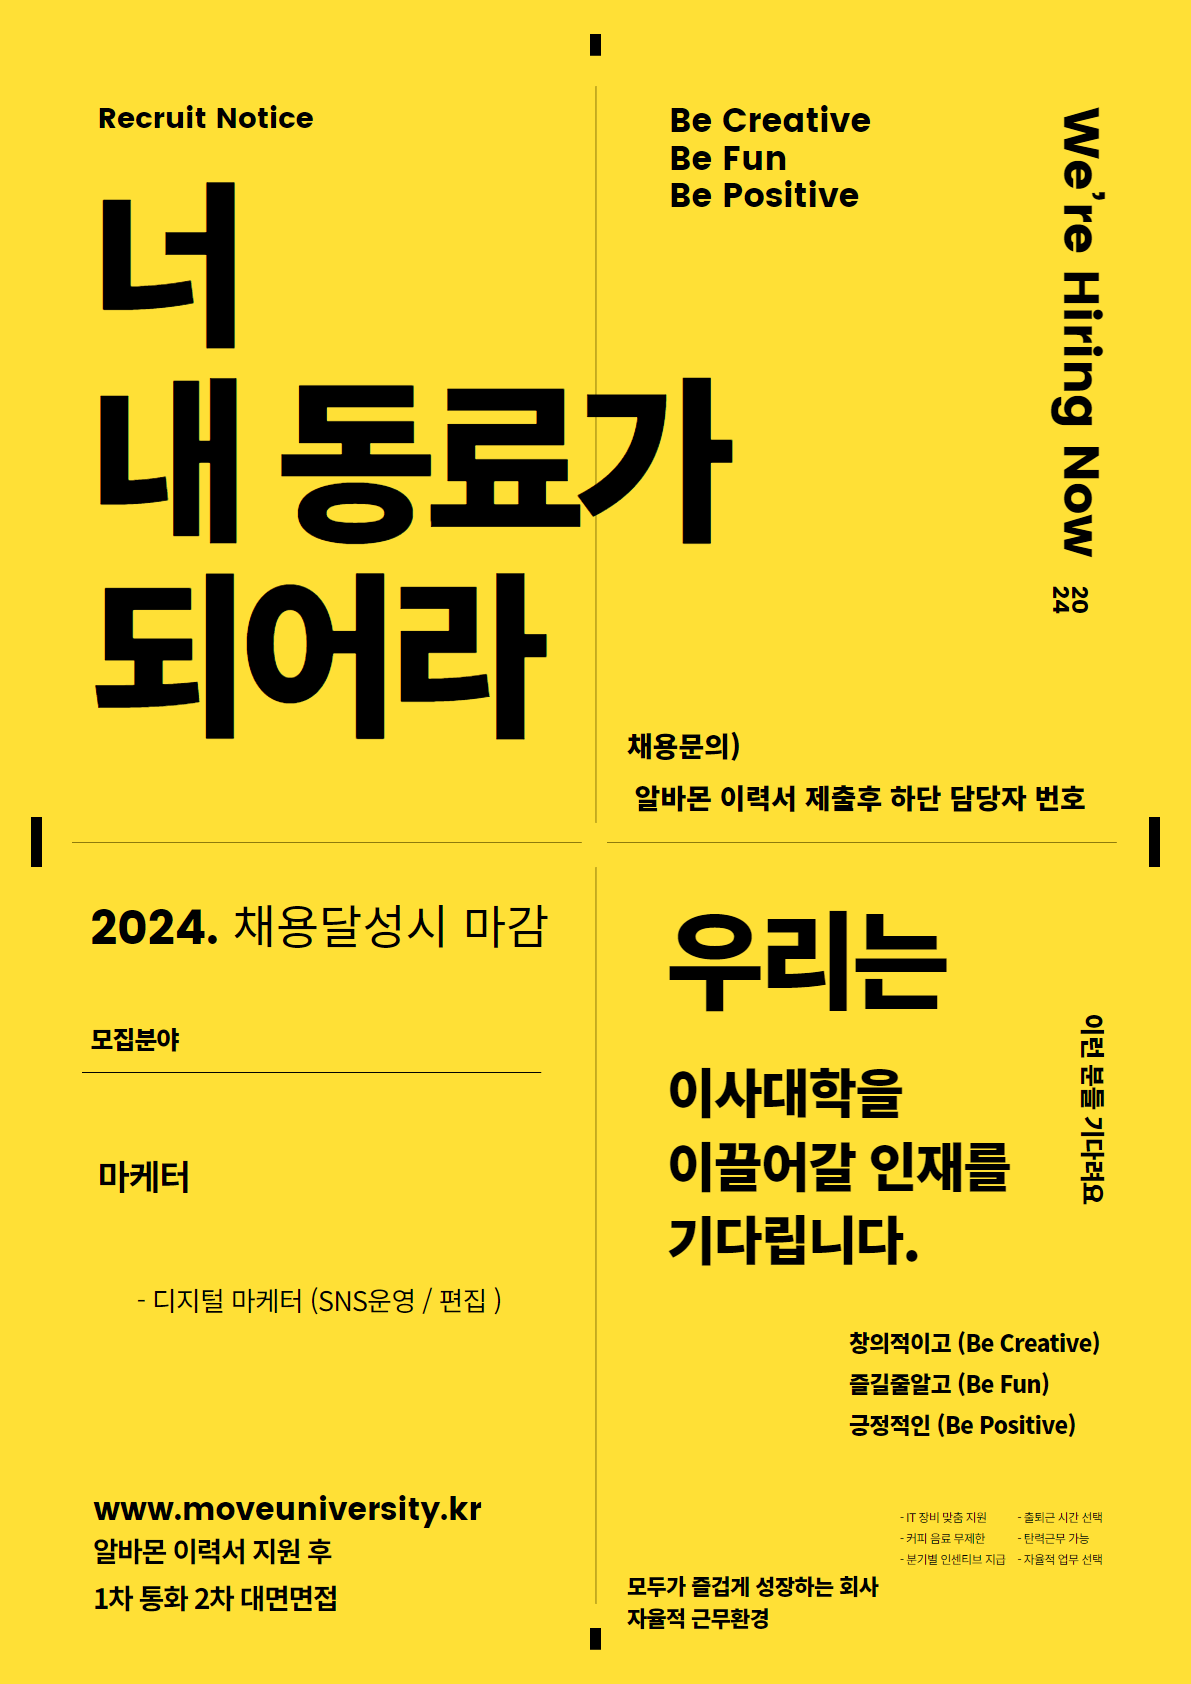 Recruit Notice
너
내 동료가
되어라
Be Creative
Be Fun
Be Positive
We’re Hiring Now
20
24
채용문의)
알바몬 이력서 제출후 하단 담당자 번호
2024. 채용달성시 마감
모집분야
마케터
- 디지털 마케터 (SNS운영 / 편집 )
www.moveuniversity.kr
알바몬 이력서 지원 후
1차 통화 2차 대면면접
우리는
이사대학을
이끌어갈 인재를
기다립니다.
이런 분들 기다려요
창의적이고 (Be Creative)
즐길줄알고 (Be Fun)
긍정적인 (Be Positive)
- IT 장비 맞춤 지원
- 커피 음료 무제한
- 분기별 인센티브 지급
- 출퇴근 시간 선택
- 탄력근무 가능
- 자율적 업무 선택
모두가 즐겁게 성장하는 회사
자율적 근무환경